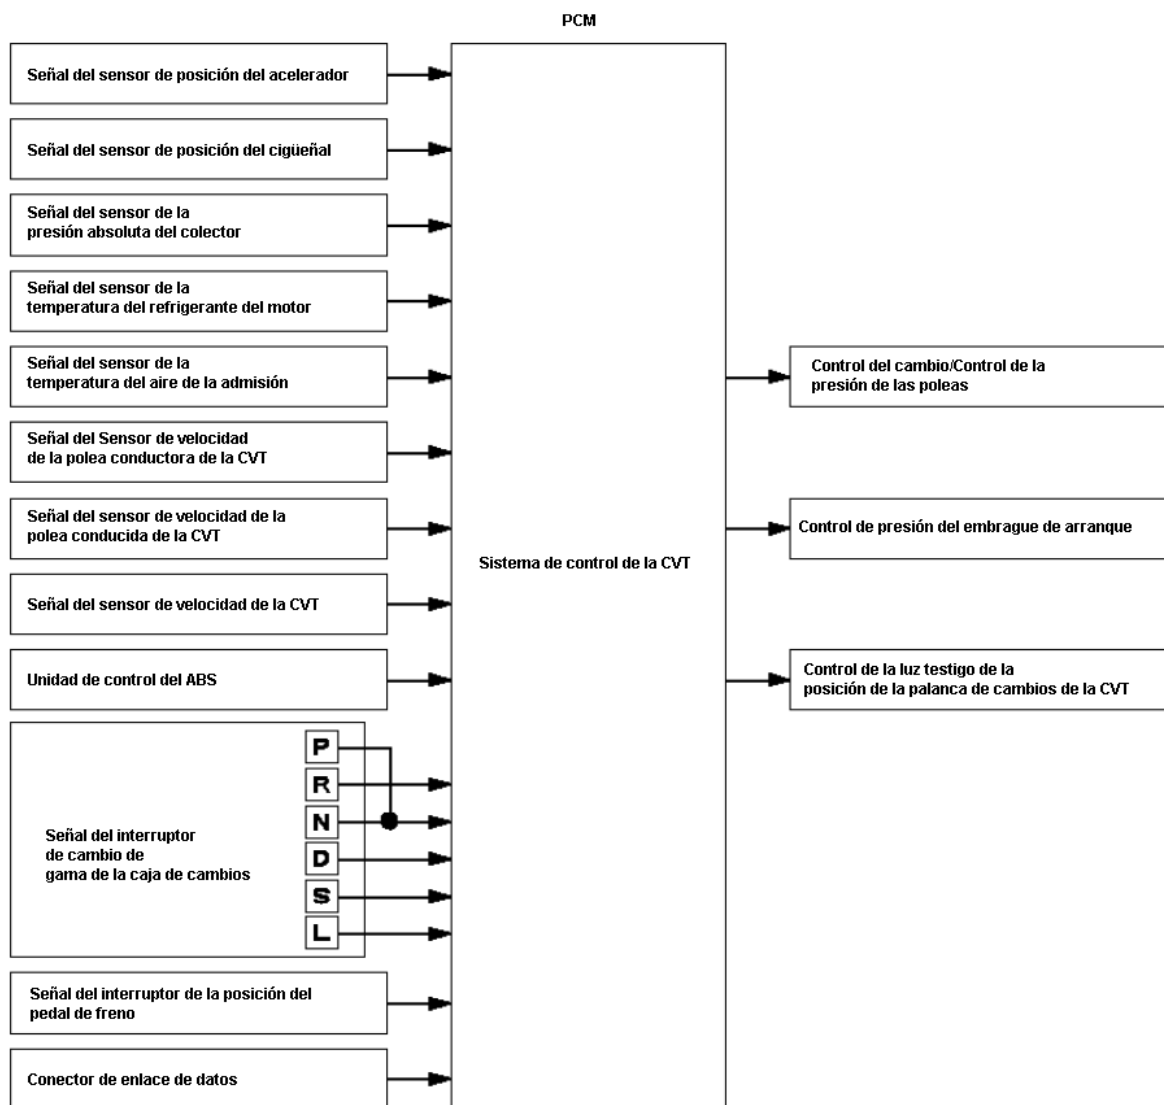 PCM
Señal del sensor de posición del acelerador
Señal del sensor de posición del cigüeñal
Señal del sensor de la
presión absoluta del colector
Señal del sensor de la
temperatura del refrigerante del motor
Señal del sensor de la
temperatura del aire de la admisión
Señal del Sensor de velocidad
de la polea conductora de la CVT
Señal del sensor de velocidad de la
polea conducida de la CVT
Señal del sensor de velocidad de la CVT
Unidad de control del ABS
Señal del interruptor
de cambio de
gama de la caja de cambios
P
R
N
D
S
L
Señal del interruptor de la posición del
pedal de freno
Conector de enlace de datos
Sistema de control de la CVT
Control del cambio/Control de la
presión de las poleas
Control de presión del embrague de arranque
Control de la luz testigo de la
posición de la palanca de cambios de la CVT